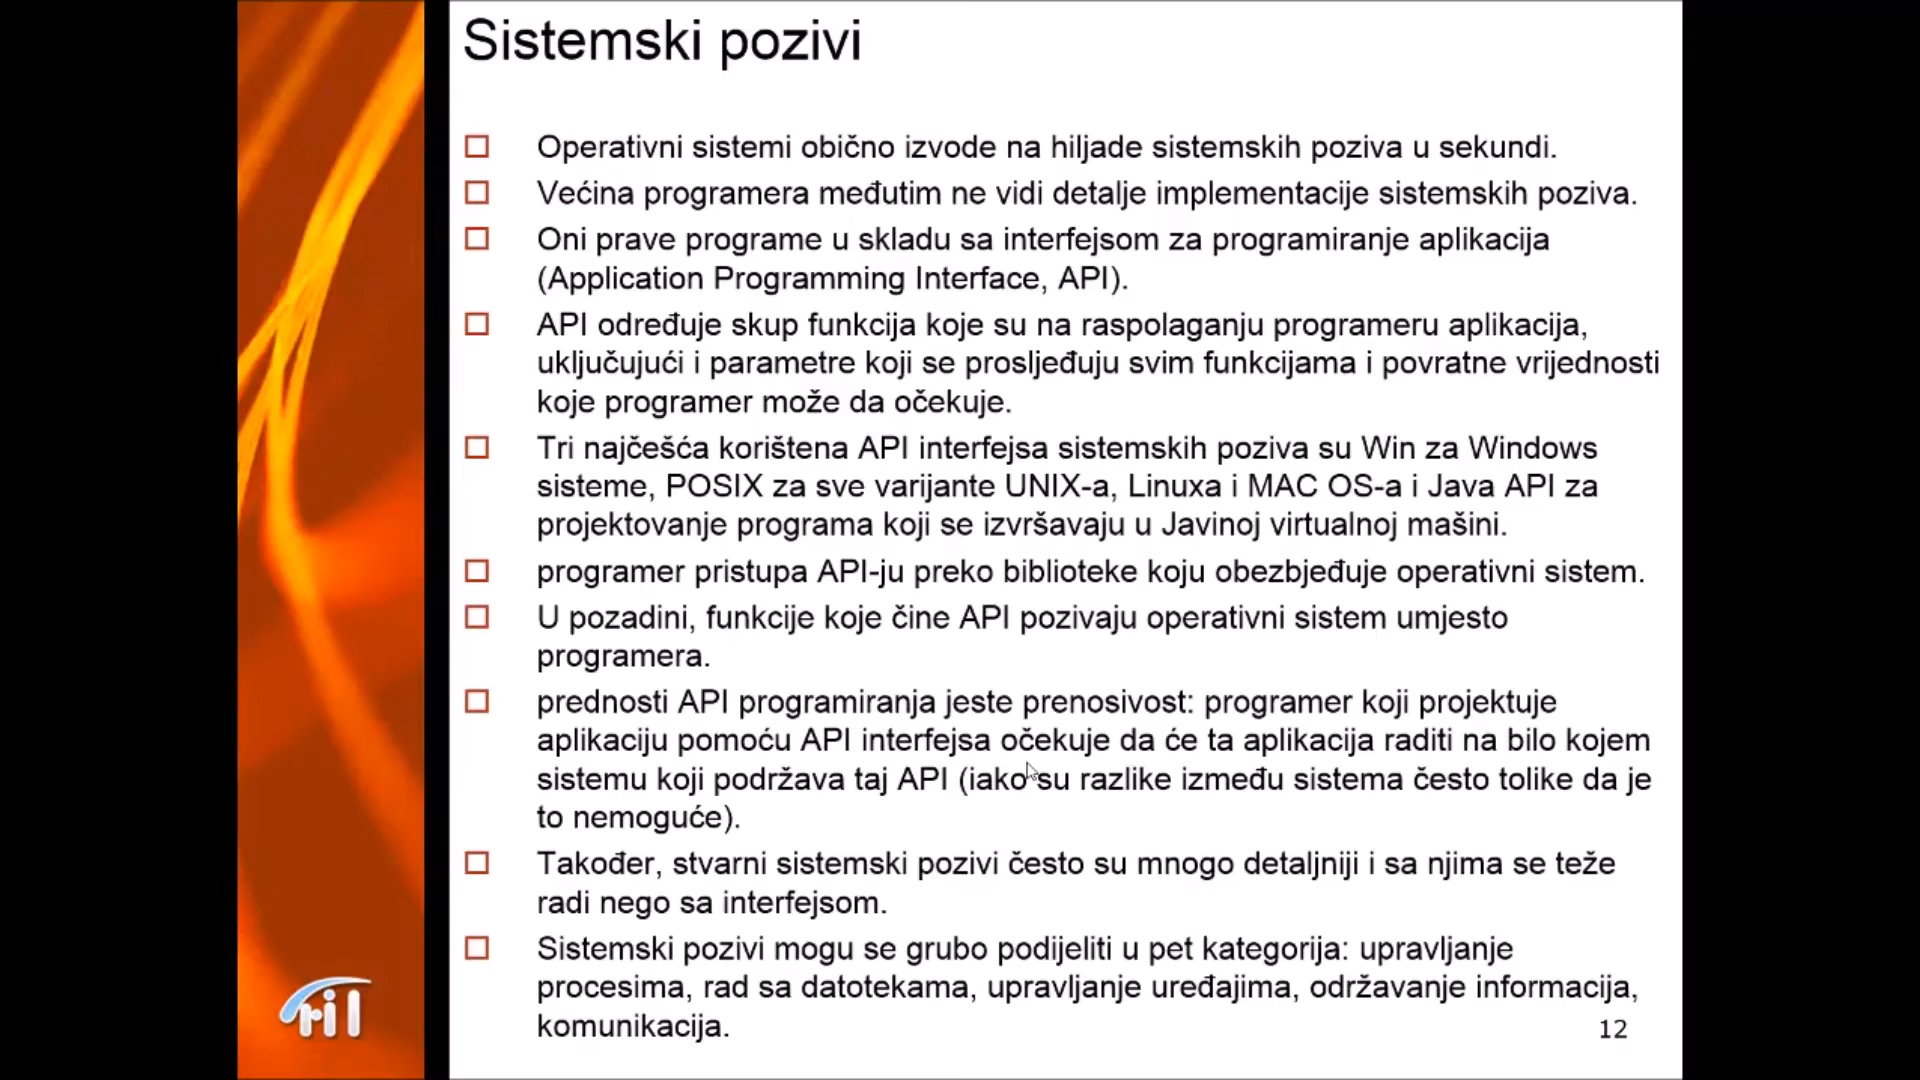 Sistemski pozivi
Operativni sistemi obično izvode na hiljade sistemskih poziva u sekundi.
Većina programera međutim ne vidi detalje implementacije sistemskih poziva.
Oni prave programe u skladu sa interfejsom za programiranje aplikacija
(Application Programming Interface, API).
API određuje skup funkcija koje su na raspolaganju programeru aplikacija,
uključujući i parametre koji se prosljeđuju svim funkcijama i povratne vrijednosti
koje programer može da očekuje.
Tri najčešća korištena API interfejsa sistemskih poziva su Win za Windows
sisteme, POSIX za sve varijante UNIX-a, Linuxa i MAC OS-a i Java API za
projektovanje programa koji se izvršavaju u Javinoj virtualnoj mašini.
programer pristupa API-ju preko biblioteke koju obezbjeđuje operativni sistem.
U pozadini, funkcije koje čine API pozivaju operativni sistem umjesto
programera.
prednosti API programiranja jeste prenosivost: programer koji projektuje
aplikaciju pomoću API interfejsa očekuje da će ta aplikacija raditi na bilo kojem
sistemu koji podržava taj API (iako su razlike između sistema često tolike da je
to nemoguće).
Također, stvarni sistemski pozivi često su mnogo detaljniji i sa njima se teže
radi nego sa interfejsom.
Sistemski pozivi mogu se grubo podijeliti u pet kategorija: upravljanje
procesima, rad sa datotekama, upravljanje uređajima, održavanje informacija,
komunikacija.
12